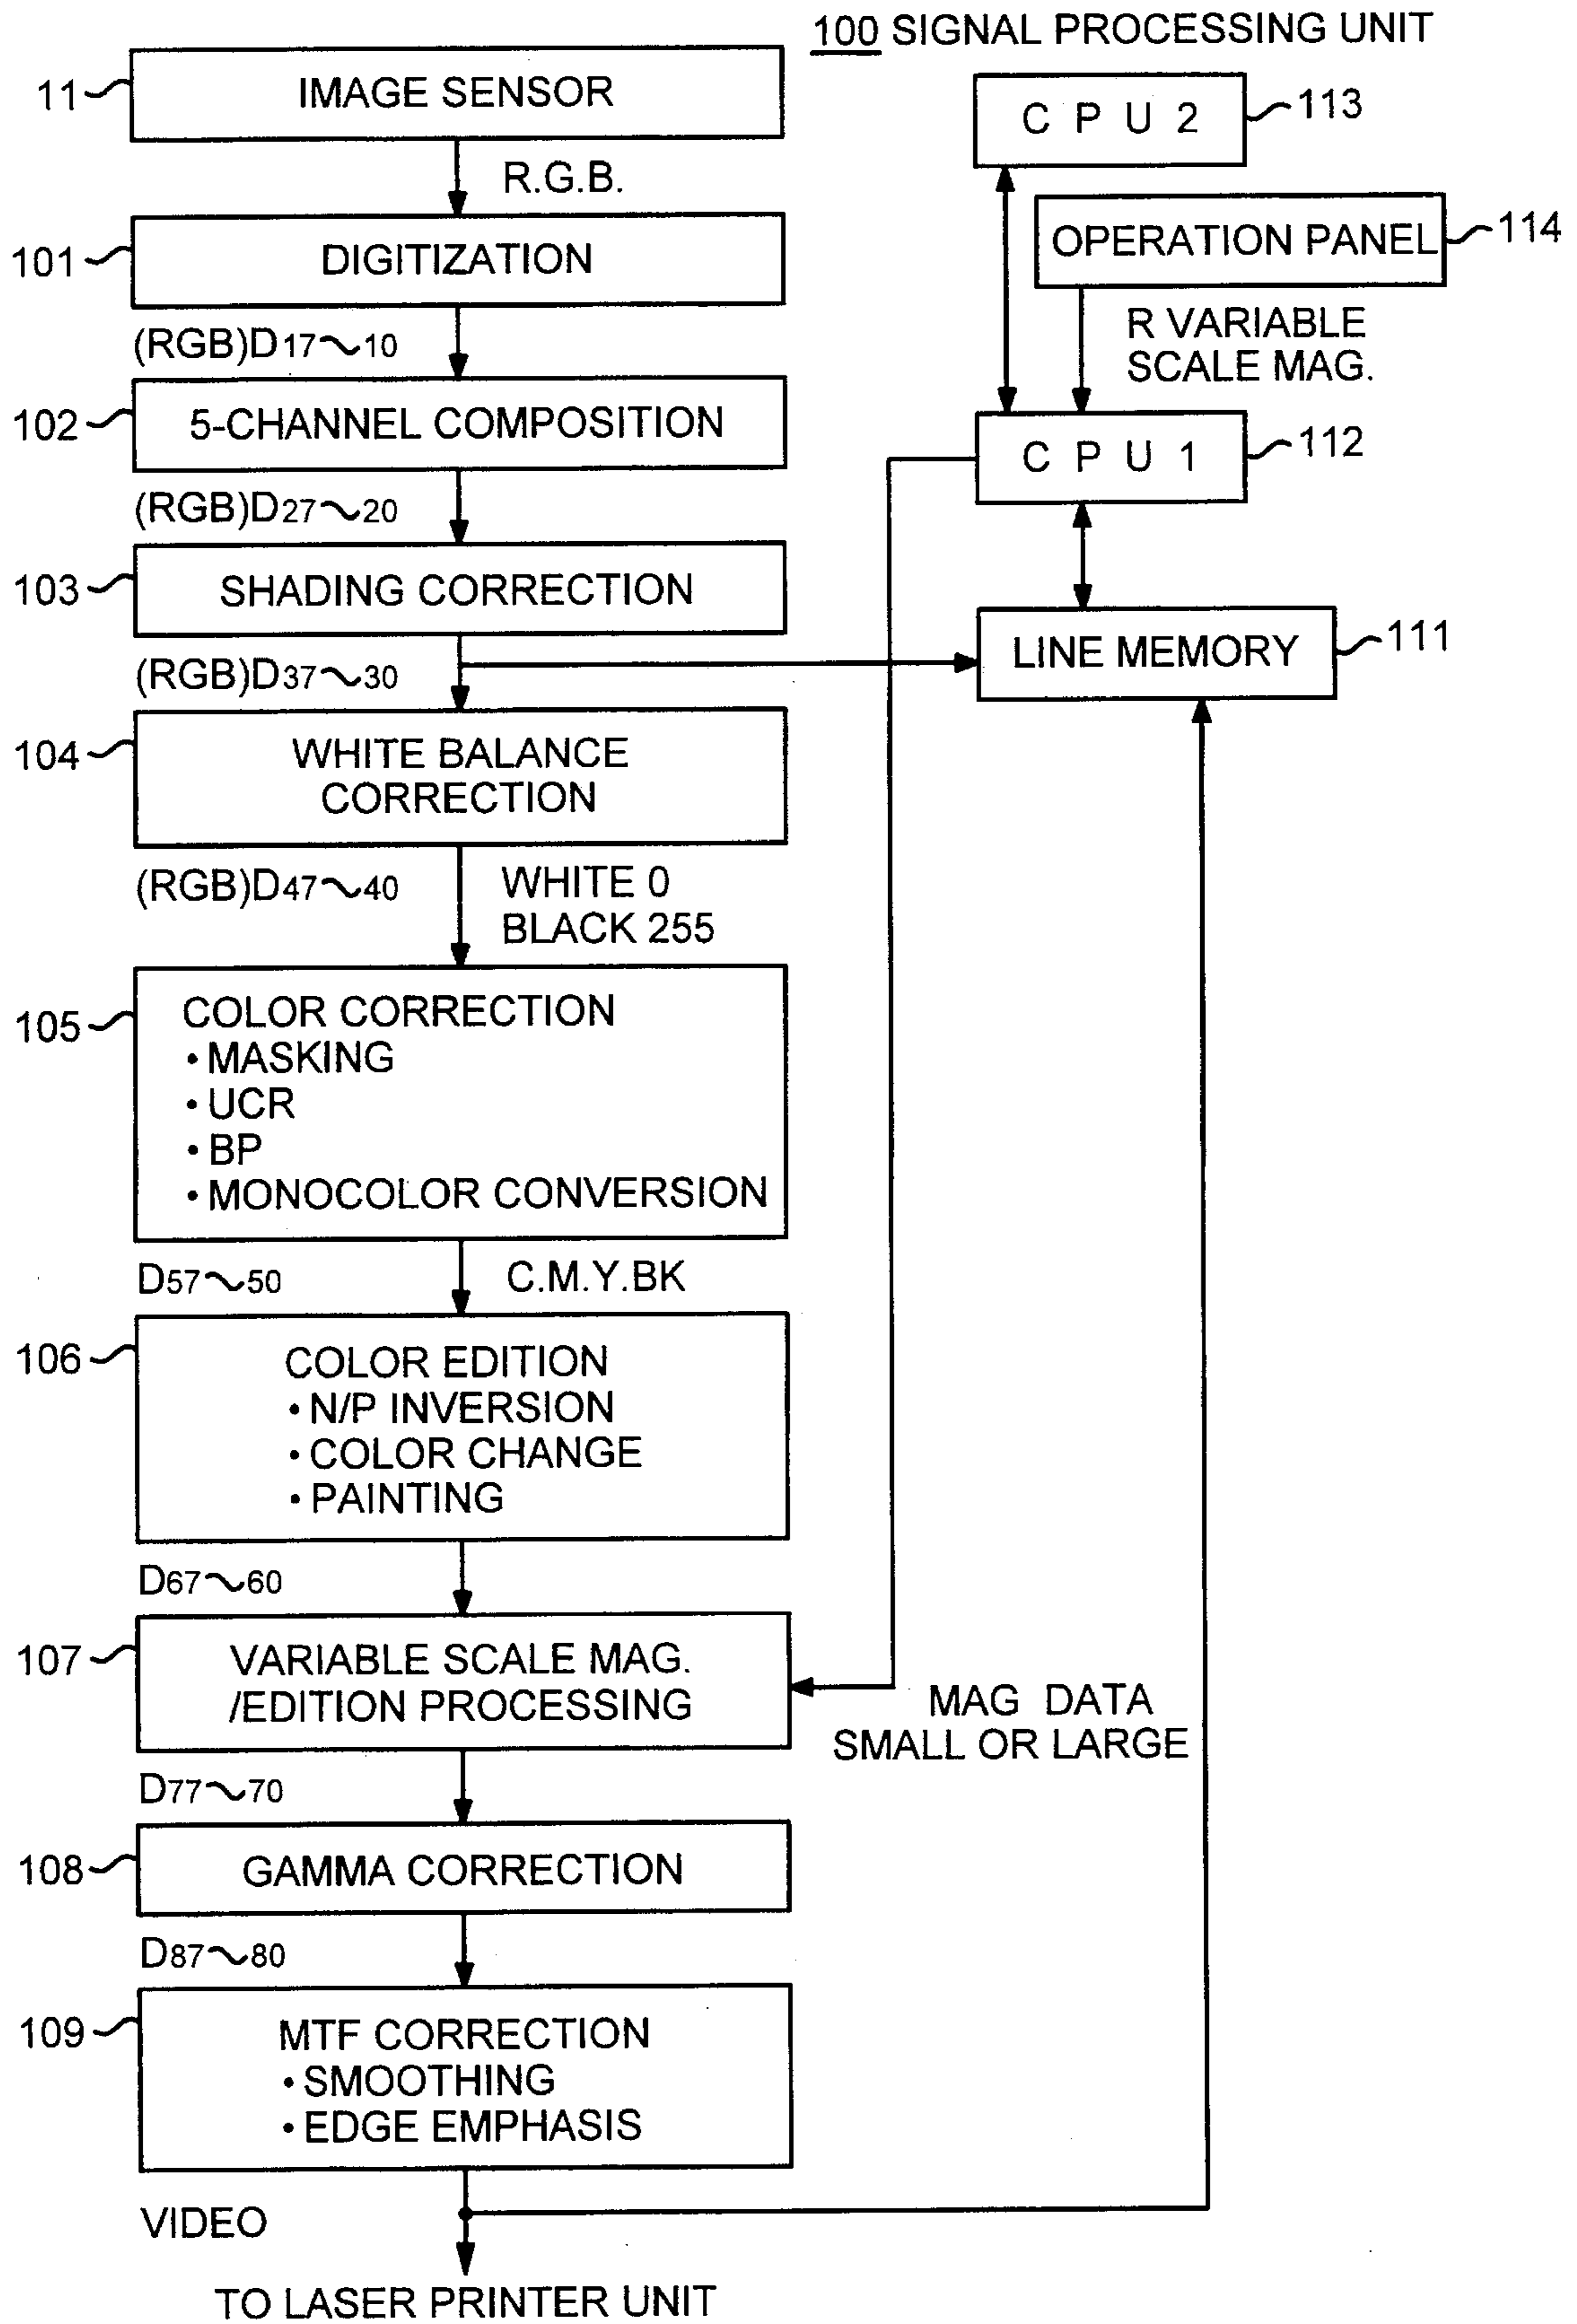 100 SIGNAL PROCESSING UNIT
11
IMAGE SENSOR
R.G.B.
101
DIGITIZATION
(RGB)D17~10
102
5-CHANNEL COMPOSITION
(RGB)D27~20
103
SHADING CORRECTION
(RGB)D37~30
104
WHITE BALANCE
CORRECTION
(RGB)D47~40
WHITE 0
BLACK 255
105
COLOR CORRECTION
• MASKING
• UCR
• BP
• MONOCOLOR CONVERSION
D57~50
C.M.Y.BK
106
COLOR EDITION
• N/P INVERSION
• COLOR CHANGE
• PAINTING
D67~60
107
VARIABLE SCALE MAG.
/EDITION PROCESSING
D77~70
108
GAMMA CORRECTION
D87~80
109
MTF CORRECTION
• SMOOTHING
• EDGE EMPHASIS
VIDEO
TO LASER PRINTER UNIT
C P U 2
113
OPERATION PANEL
114
R VARIABLE
SCALE MAG.
C P U 1
112
LINE MEMORY
111
MAG DATA
SMALL OR LARGE